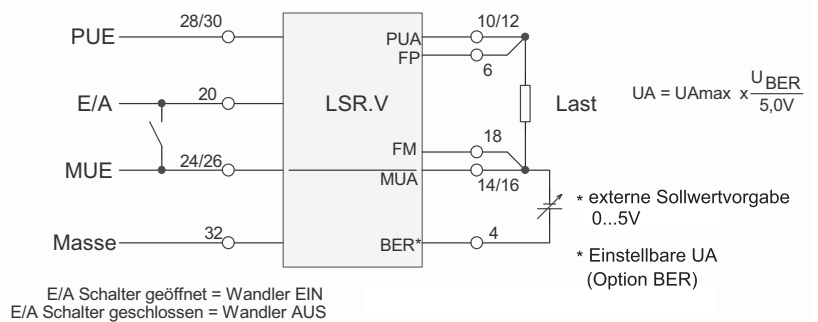 PUE
28/30
PUA
10/12
FP
6
E/A
20
LSR.V
Last
UA = UAmax x U_BER
5,0V
FM
18
MUE
24/26
MUA
14/16
* externe Sollwertvorgabe
0...5V
Masse
32
BER*
4
* Einstellbare UA
(Option BER)
E/A Schalter geöffnet = Wandler EIN
E/A Schalter geschlossen = Wandler AUS